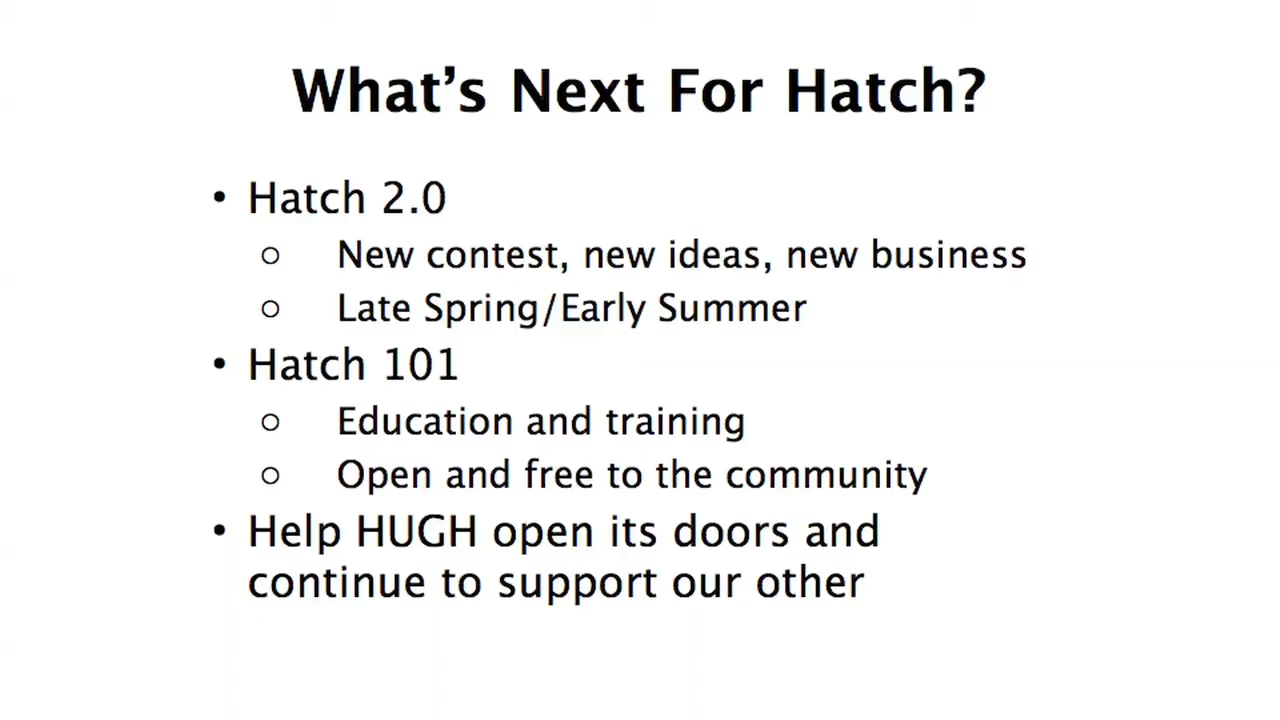 What’s Next For Hatch?
• Hatch 2.0
○ New contest, new ideas, new business
○ Late Spring/Early Summer
• Hatch 101
○ Education and training
○ Open and free to the community
• Help HUGH open its doors and
continue to support our other